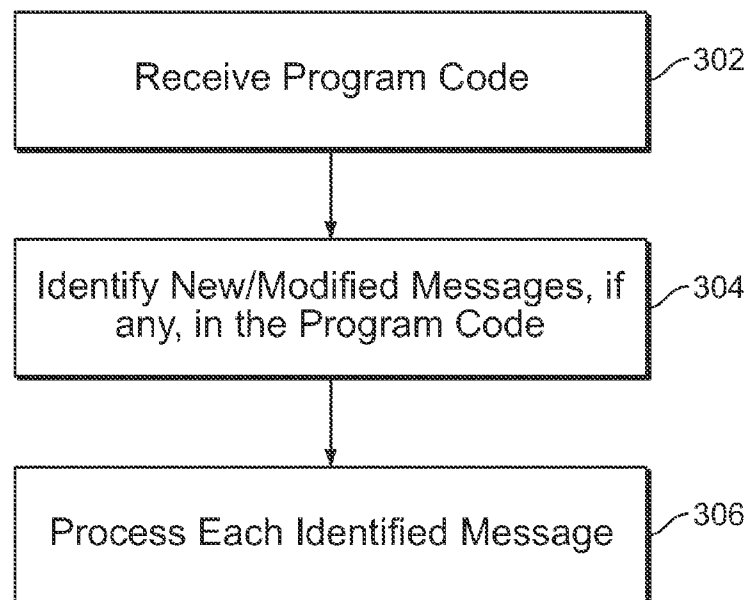 Receive Program Code
302
Identify New/Modified Messages, if
any, in the Program Code
304
Process Each Identified Message
306